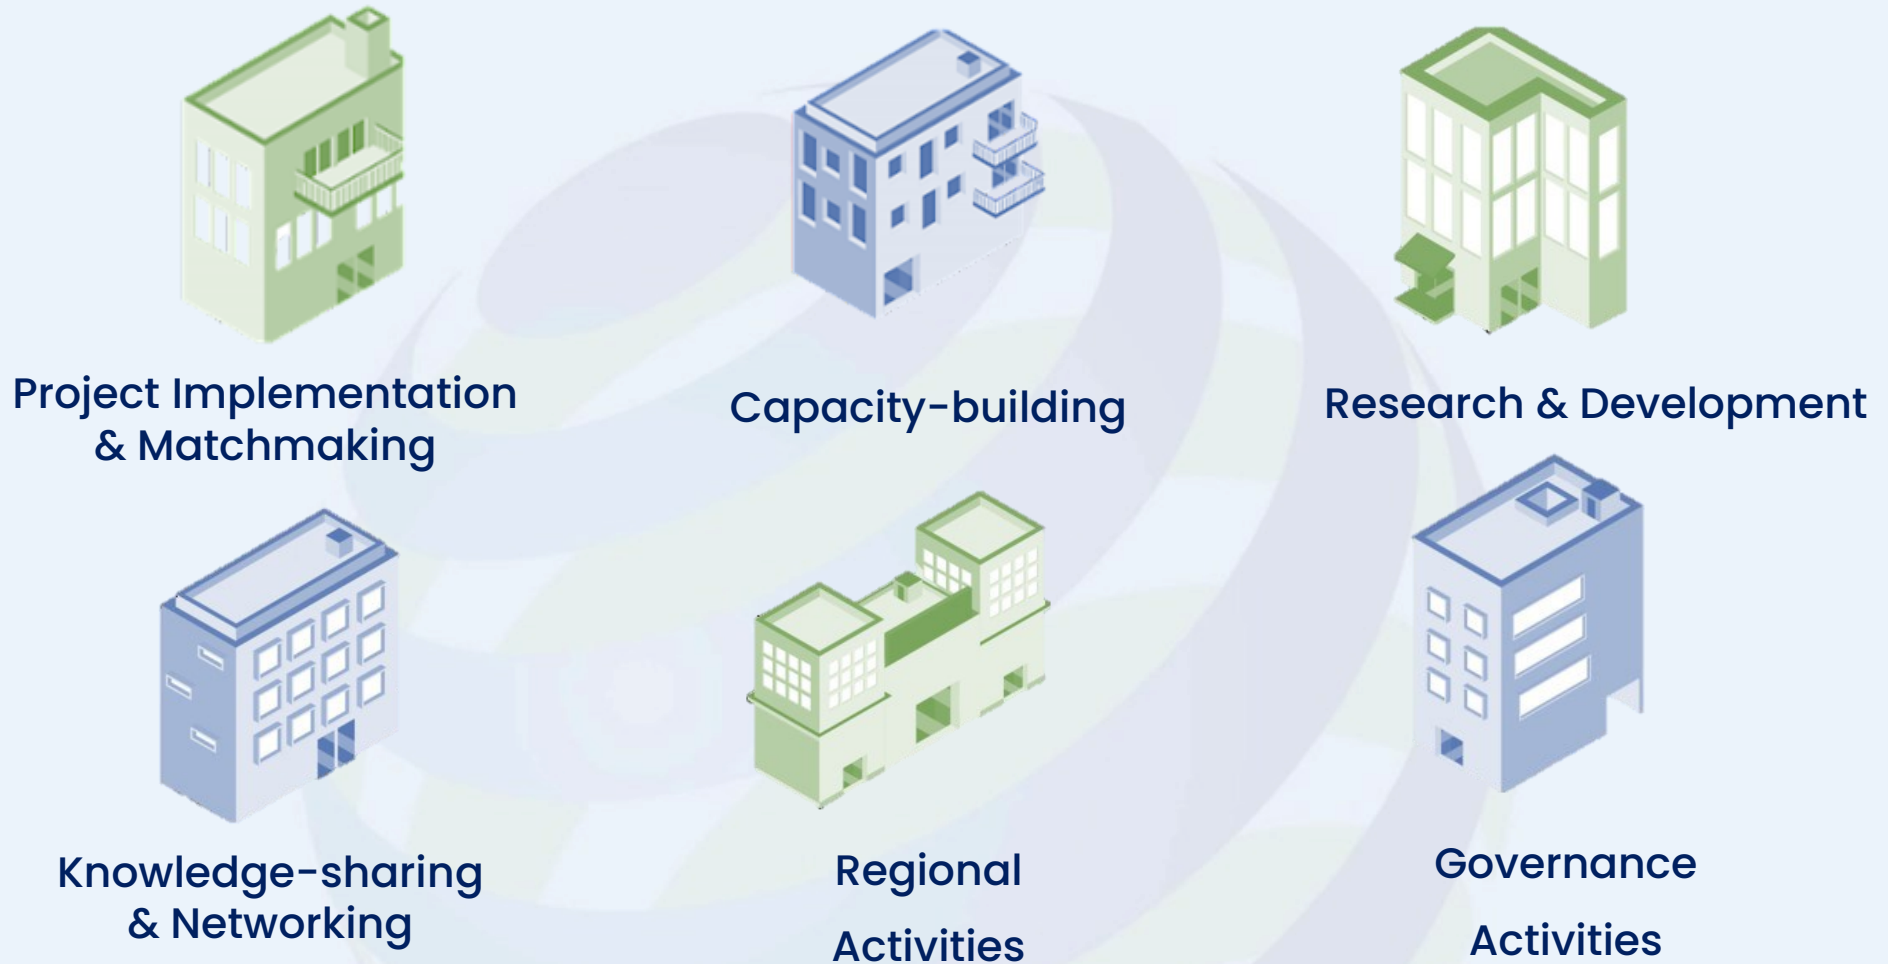 Project Implementation
& Matchmaking
Capacity-building
Research & Development
Knowledge-sharing
& Networking
Regional
Activities
Governance
Activities